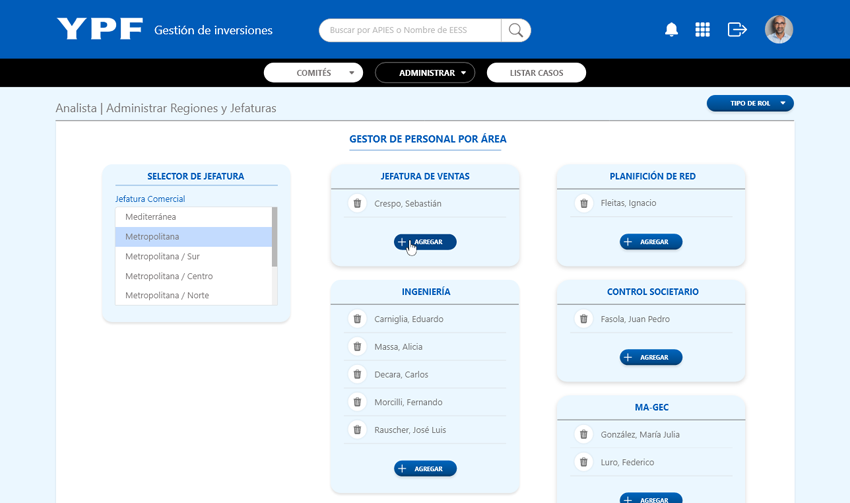 YPF
Gestión de inversiones
Buscar por APIES o Nombre de EESS
COMITÉS
ADMINISTRAR
LISTAR CASOS
Analista | Administrar Regiones y Jefaturas
TIPO DE ROL
GESTOR DE PERSONAL POR ÁREA
SELECTOR DE JEFATURA
Jefatura Comercial
Mediterránea
Metropolitana
Metropolitana / Sur
Metropolitana / Centro
Metropolitana / Norte
JEFATURA DE VENTAS
Crespo, Sebastián
AGREGAR
PLANIFICIÓN DE RED
Fleitas, Ignacio
AGREGAR
INGENIERÍA
Carniglia, Eduardo
Massa, Alicia
Decara, Carlos
Morcilli, Fernando
Rauscher, José Luis
AGREGAR
CONTROL SOCIETARIO
Fasola, Juan Pedro
AGREGAR
MA-GEC
González, María Julia
Luro, Federico
AGREGAR